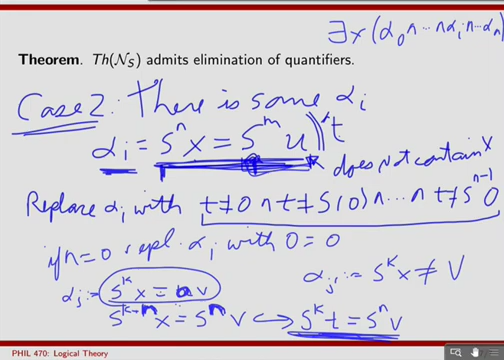 ∃x(α₀ ∧ ··· ∧ αᵢ ∧ ··· ∧ αₙ)
Theorem. Th(𝒩ₛ) admits elimination of quantifiers.
Case 2: There is some αᵢ
αᵢ = Sⁿx = Sᵐu t
does not contain x
Replace αᵢ with t≠0 ∧ t≠S(0) ∧ ... ∧ t≠Sⁿ⁻¹0
if n=0 repl. αᵢ with 0=0
αⱼ := Sᵏx = v
αⱼ := Sᵏx ≠ v
Sᵏ⁺ⁿx = Sⁿv ↔ Sᵏt = Sⁿv
PHIL 470: Logical Theory